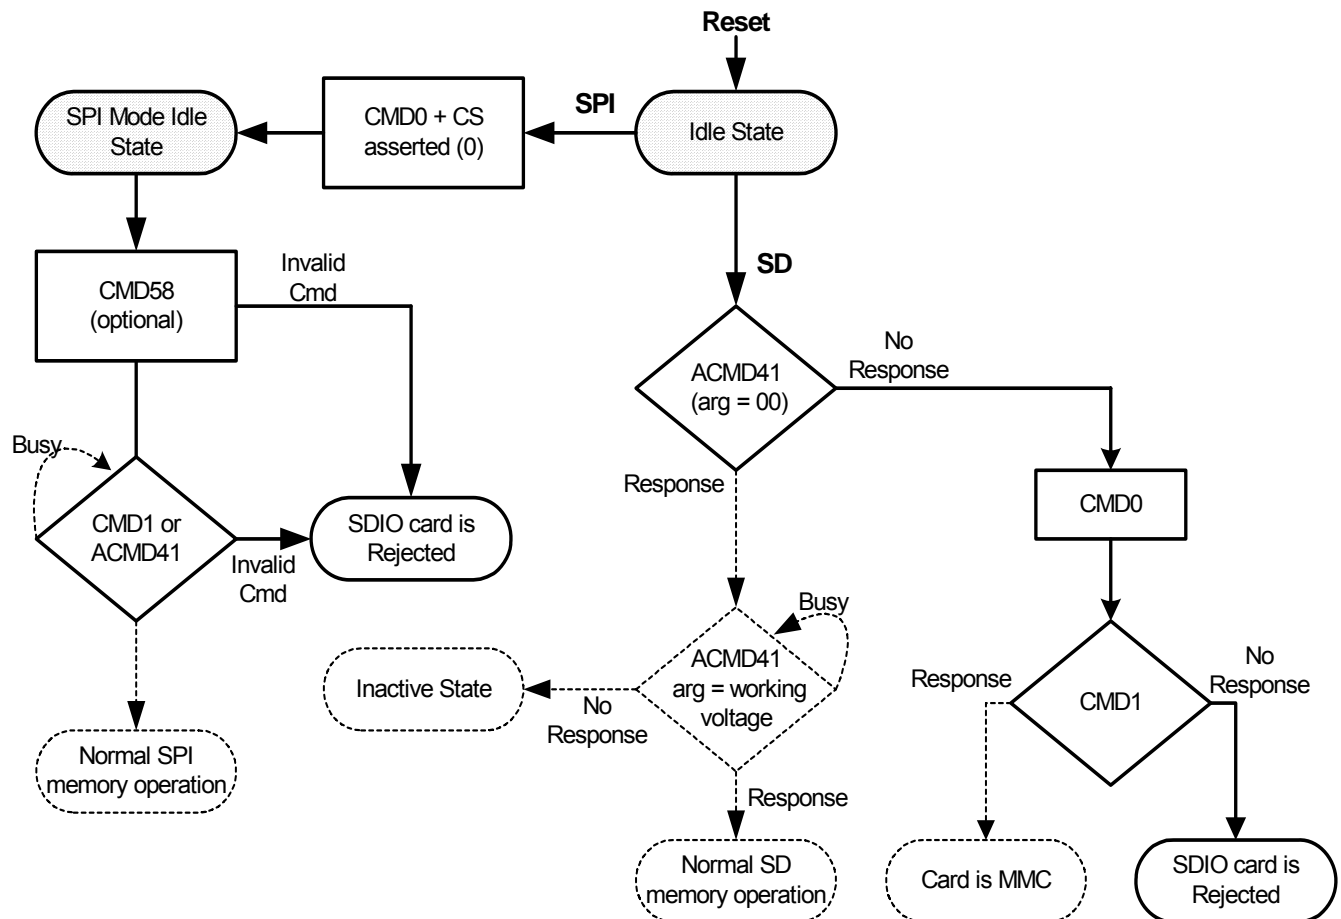 Reset
SPI Mode Idle
State
CMD0 + CS
asserted (0)
SPI
Idle State
CMD58
(optional)
Invalid
Cmd
SD
ACMD41
(arg = 00)
No
Response
Busy
CMD1 or
ACMD41
Invalid
Cmd
SDIO card is
Rejected
Response
CMD0
Inactive State
No
Response
ACMD41
arg = working
voltage
Busy
Response
CMD1
No
Response
Normal SPI
memory operation
Response
Normal SD
memory operation
Card is MMC
SDIO card is
Rejected